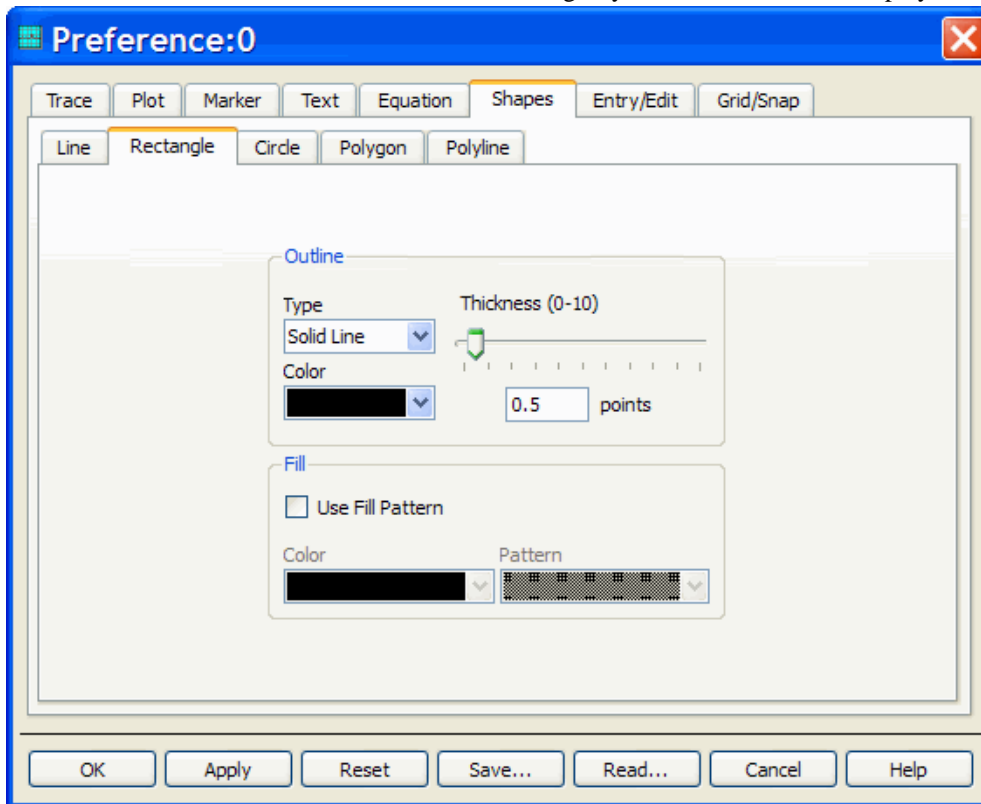 Preference:0
Trace Plot Marker Text Equation Shapes Entry/Edit Grid/Snap
Line Rectangle Circle Polygon Polyline
Outline
Type Thickness (0-10)
Solid Line
Color
0.5 points
Fill
Use Fill Pattern
Color Pattern
OK Apply Reset Save... Read... Cancel Help